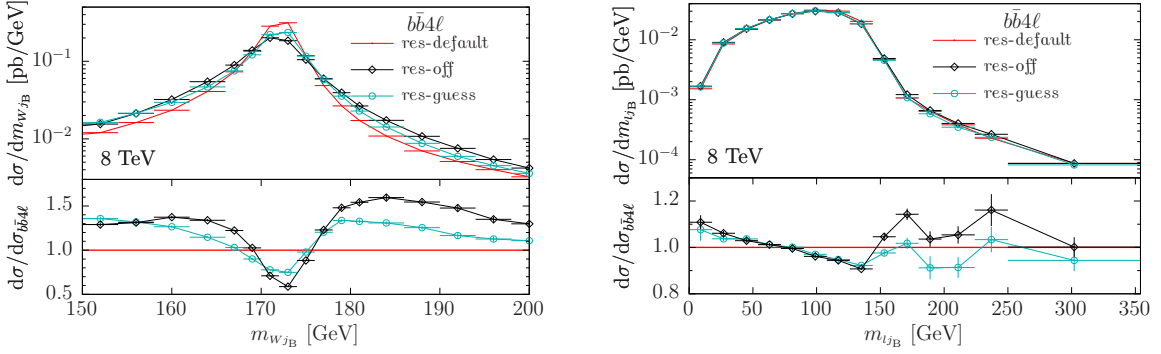 dσ/dm_{Wj_B} [pb/GeV]
10^{-1}
10^{-2}
bb̄4ℓ
res-default
res-off
res-guess
8 TeV
dσ/dσ_{bb̄4ℓ}
1.5
1.0
0.5
150 160 170 180 190 200
m_{Wj_B} [GeV]
dσ/dm_{lj_B} [pb/GeV]
10^{-2}
10^{-3}
10^{-4}
bb̄4ℓ
res-default
res-off
res-guess
8 TeV
dσ/dσ_{bb̄4ℓ}
1.2
1.0
0.8
0 50 100 150 200 250 300 350
m_{lj_B} [GeV]